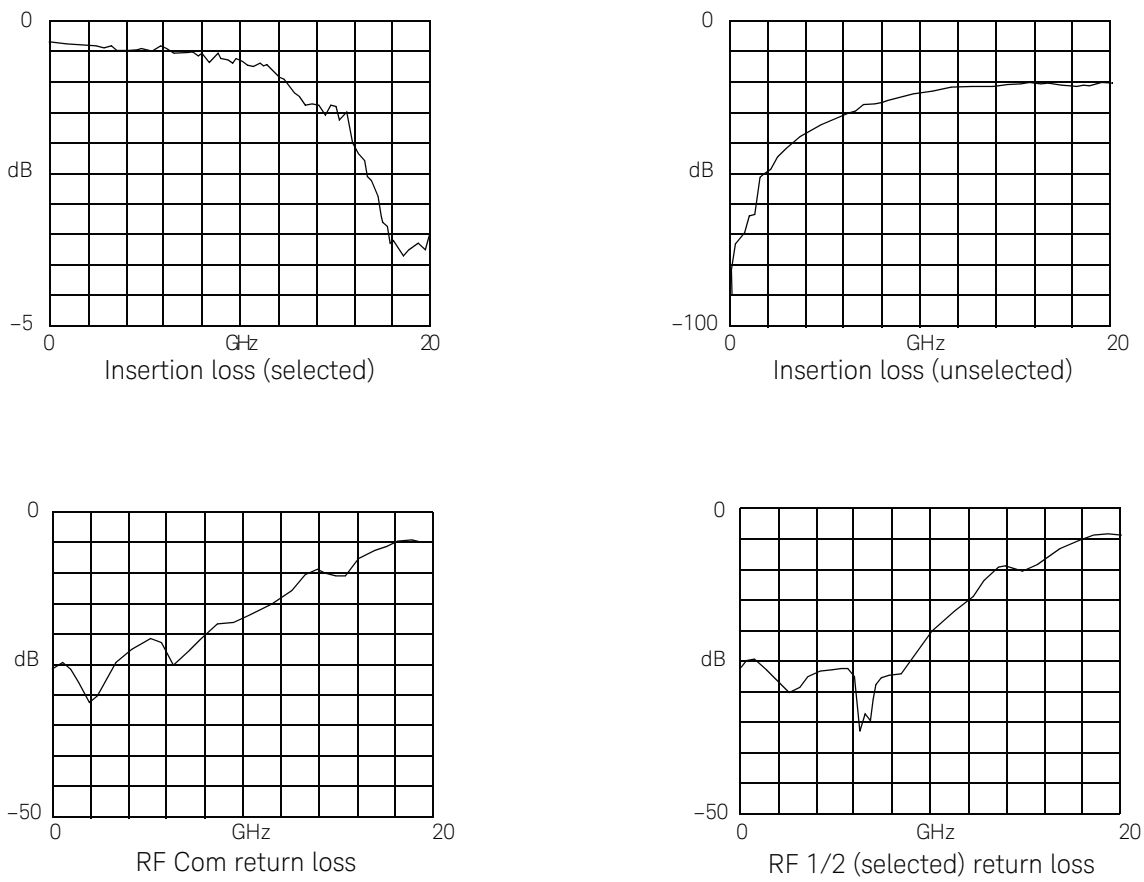 0
dB
–5
0
GHz
20
Insertion loss (selected)
0
dB
–100
0
GHz
20
Insertion loss (unselected)
0
dB
–50
0
GHz
20
RF Com return loss
0
dB
–50
0
GHz
20
RF 1/2 (selected) return loss